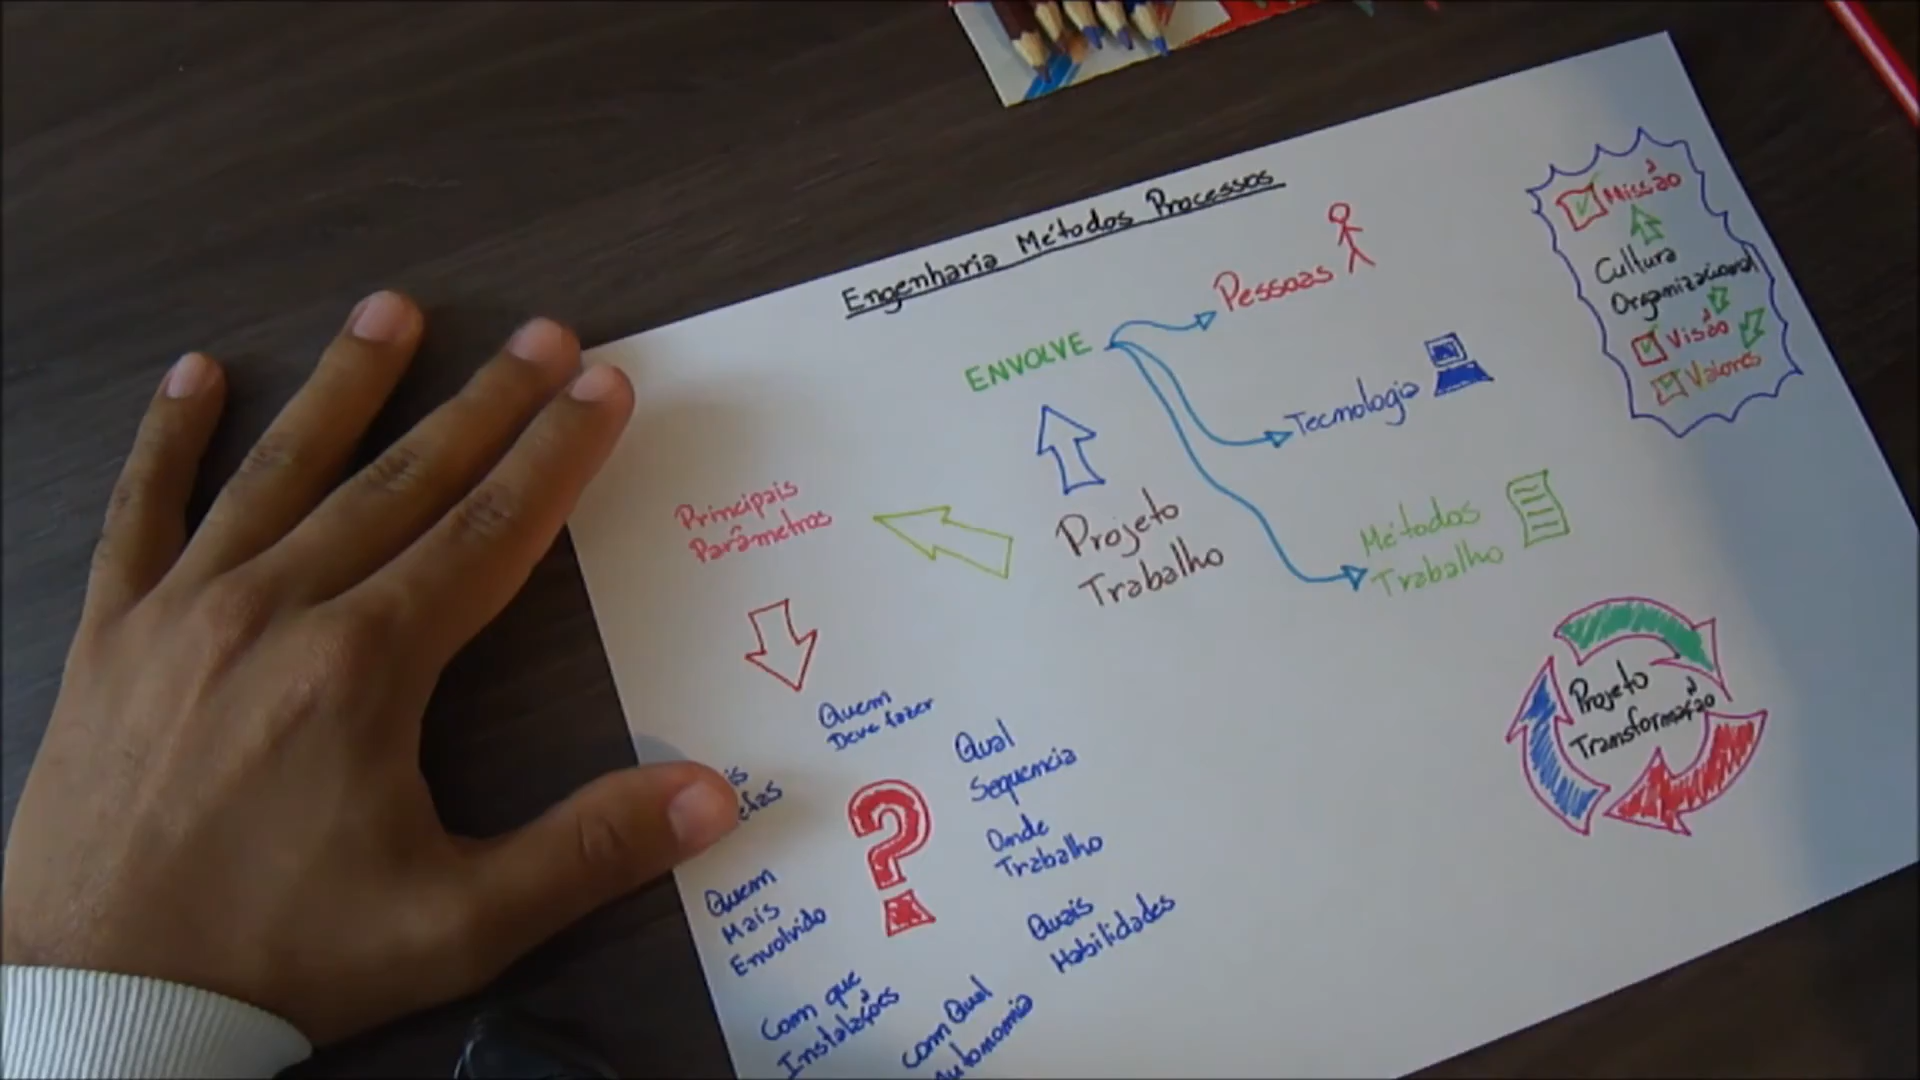 Engenharia Métodos Processos
ENVOLVE
Pessoas
Tecnologia
Métodos
Trabalho
Projeto
Trabalho
Principais
Parâmetros
Quem
Deve fazer
Qual
Sequencia
Onde
Trabalho
Quais
Habilidades
Com Qual
Autonomia
Com que
Instalações
Quem
Mais
Envolvido
Missão
Cultura
Organizacional
Visão
Valores
Projeto
Transformação